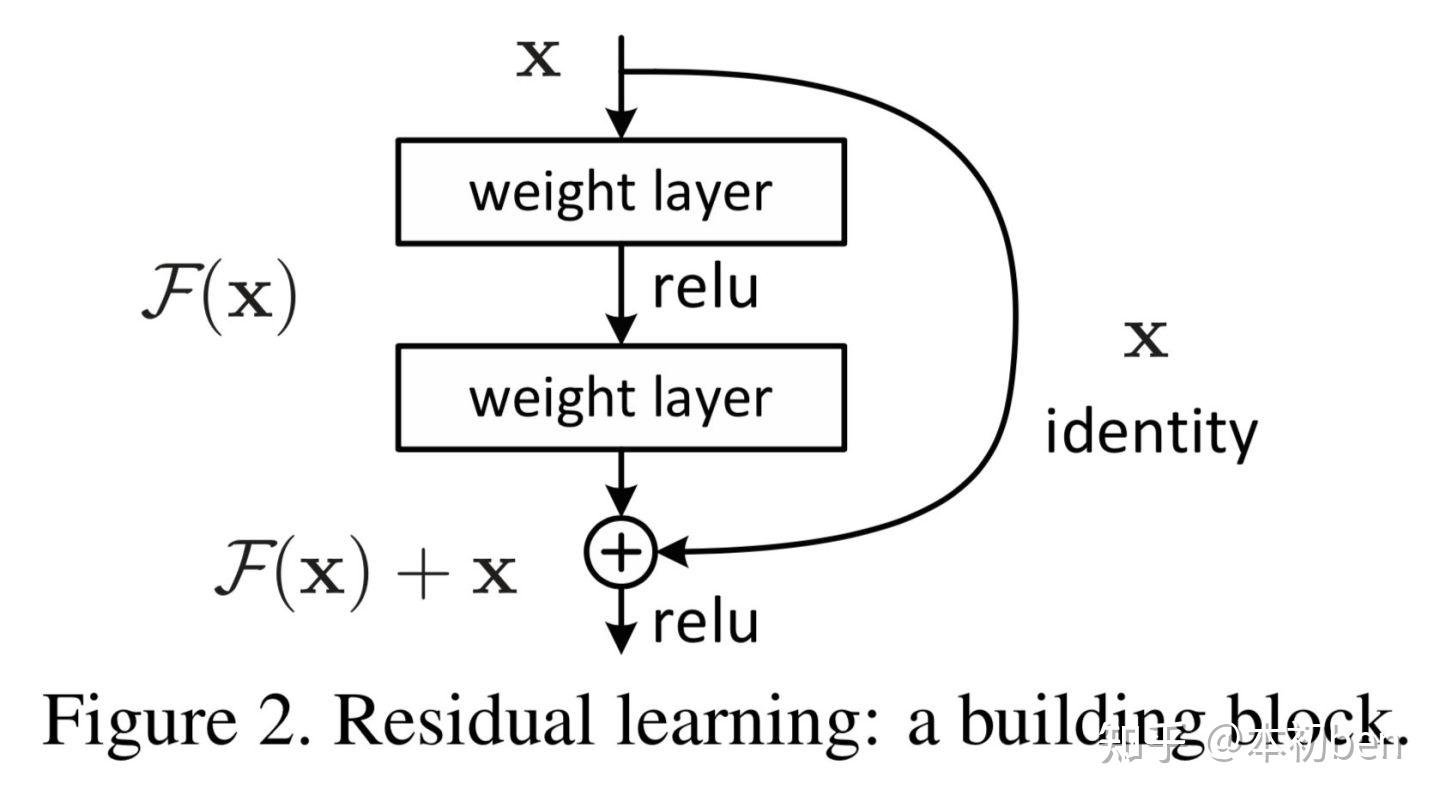 x
weight layer
relu
F(x)
weight layer
x
identity
F(x) + x
relu
Figure 2. Residual learning: a building block.
知乎 @本初ben